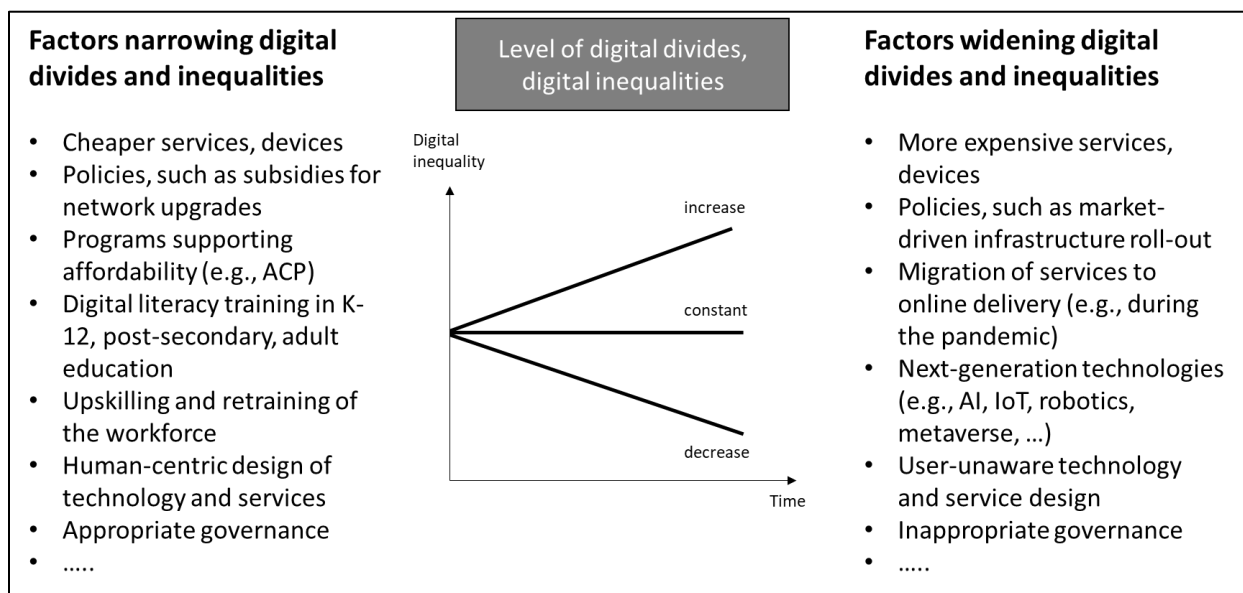 Factors narrowing digital
divides and inequalities
• Cheaper services, devices
• Policies, such as subsidies for
network upgrades
• Programs supporting
affordability (e.g., ACP)
• Digital literacy training in K-
12, post-secondary, adult
education
• Upskilling and retraining of
the workforce
• Human-centric design of
technology and services
• Appropriate governance
• .....
Level of digital divides,
digital inequalities
Digital
inequality
increase
constant
decrease
Time
Factors widening digital
divides and inequalities
• More expensive services,
devices
• Policies, such as market-
driven infrastructure roll-out
• Migration of services to
online delivery (e.g., during
the pandemic)
• Next-generation technologies
(e.g., AI, IoT, robotics,
metaverse, …)
• User-unaware technology
and service design
• Inappropriate governance
• .....